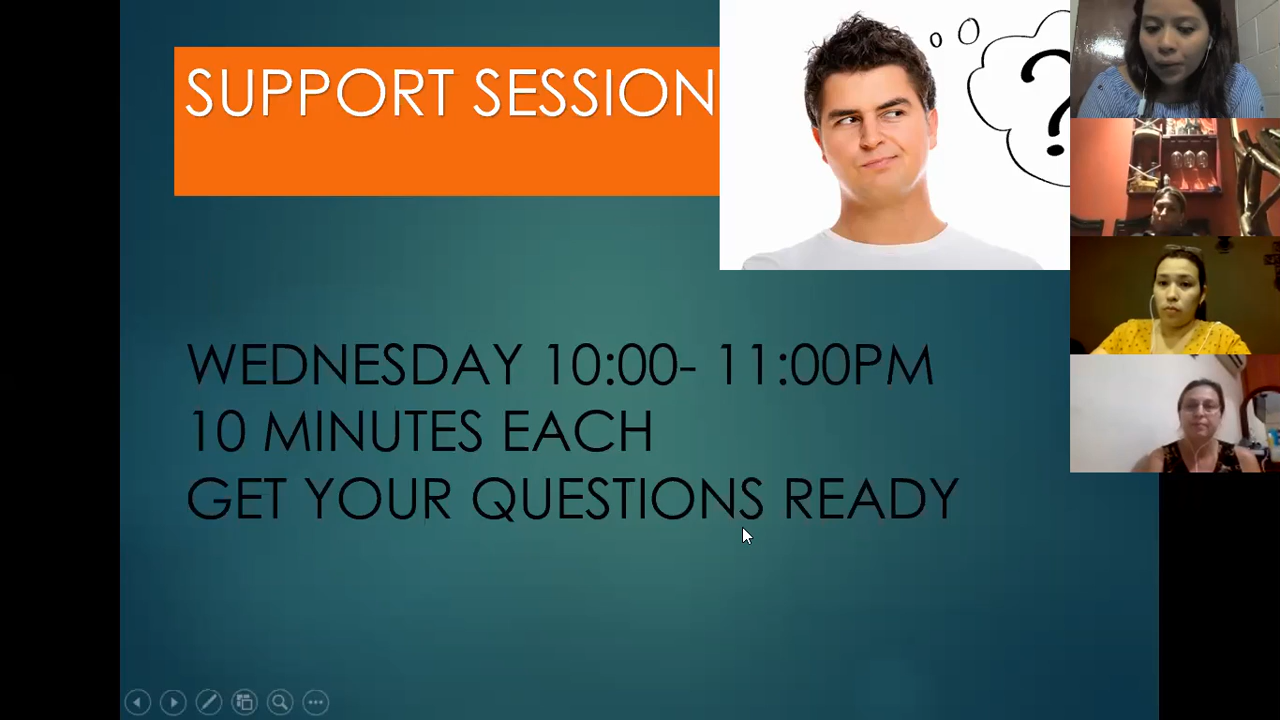 SUPPORT SESSION
?
WEDNESDAY 10:00- 11:00PM
10 MINUTES EACH
GET YOUR QUESTIONS READY